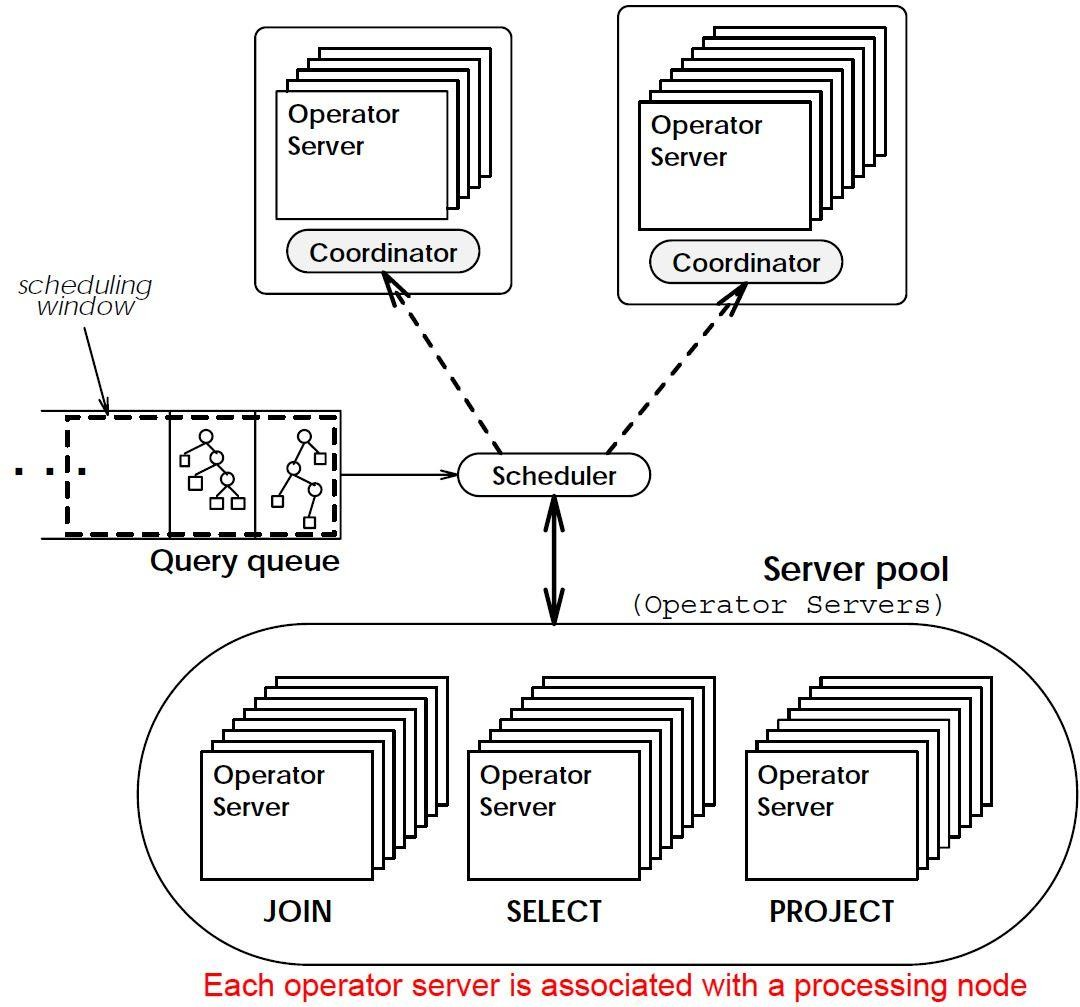 Operator
Server
Coordinator
Operator
Server
Coordinator
scheduling
window
. . .
Scheduler
Query queue
Server pool
(Operator Servers)
Operator
Server
JOIN
Operator
Server
SELECT
Operator
Server
PROJECT
Each operator server is associated with a processing node